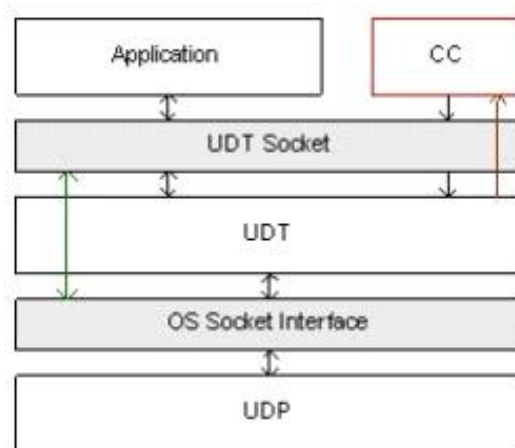 Application
CC
UDT Socket
UDT
OS Socket Interface
UDP